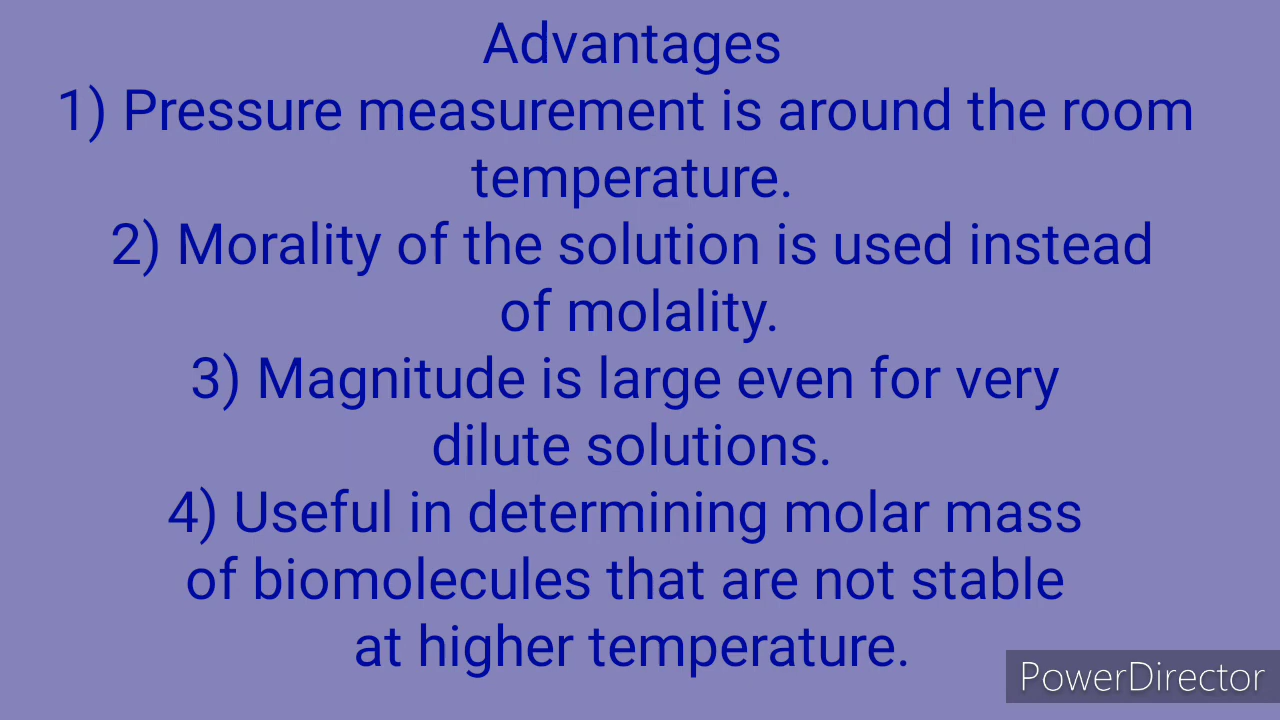 Advantages
1) Pressure measurement is around the room
temperature.
2) Morality of the solution is used instead
of molality.
3) Magnitude is large even for very
dilute solutions.
4) Useful in determining molar mass
of biomolecules that are not stable
at higher temperature.
PowerDirector